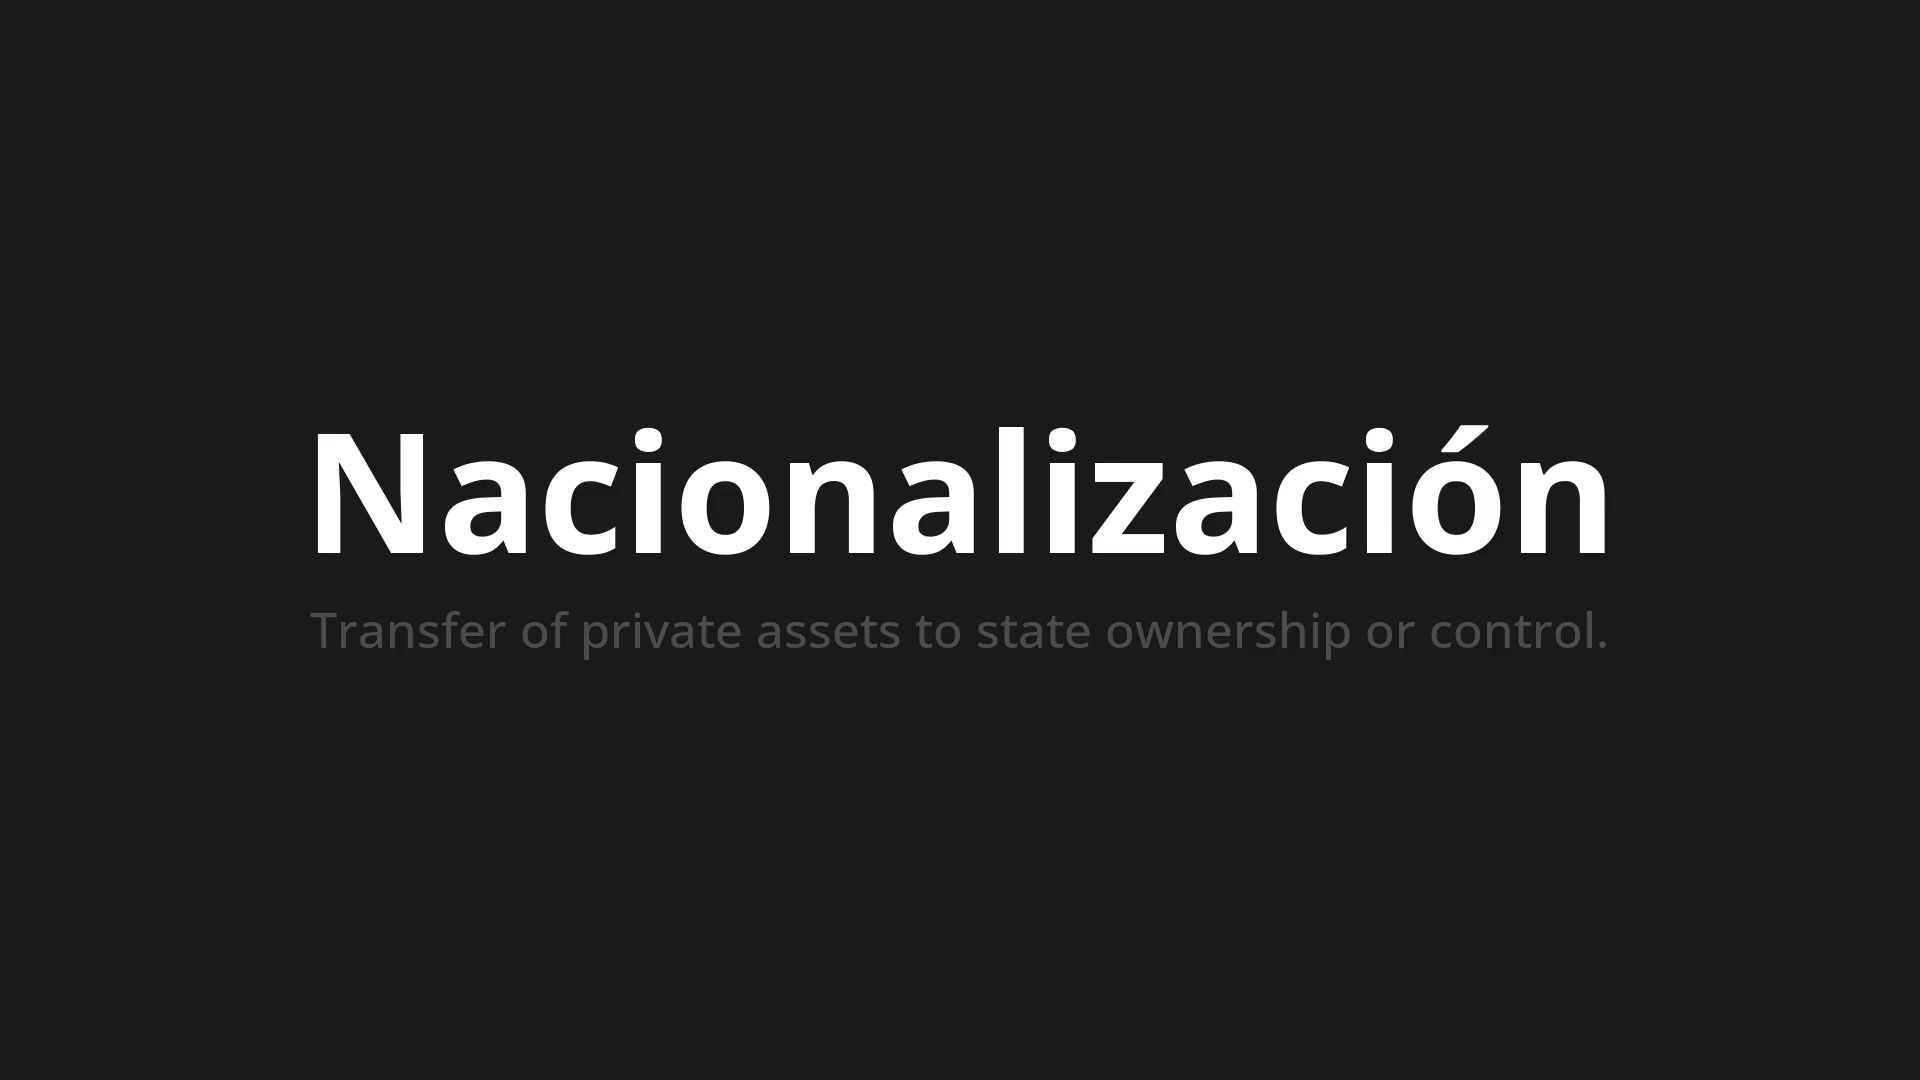 Nacionalización
Transfer of private assets to state ownership or control.